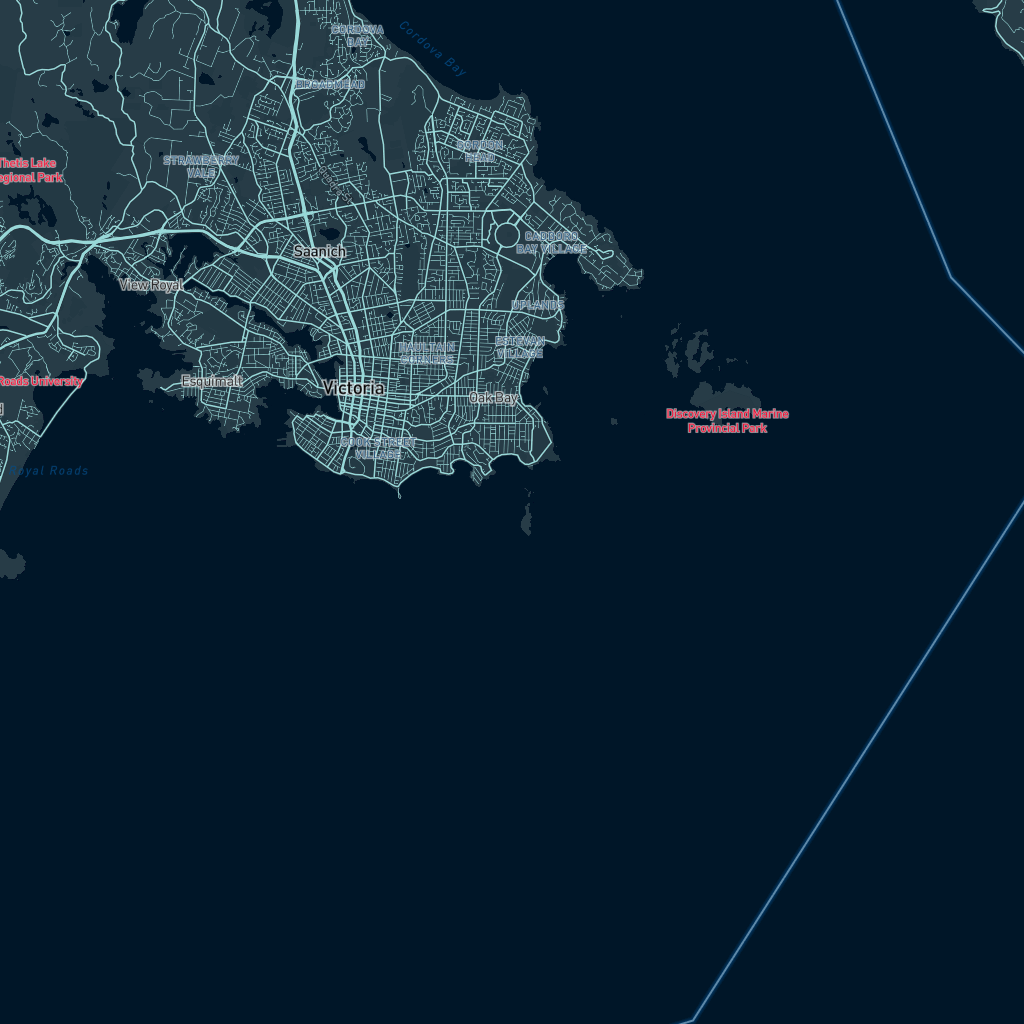 CORDOVA
BAY
Cordova Bay
BROADMEAD
GORDON
HEAD
STRAWBERRY
VALE
Thetis Lake
Regional Park
CADBORO
BAY VILLAGE
Saanich
View Royal
UPLANDS
ESTEVAN
VILLAGE
HAULTAIN
CORNERS
Roads University
Esquimalt
Victoria
Oak Bay
Discovery Island Marine
Provincial Park
COOK STREET
VILLAGE
Royal Roads